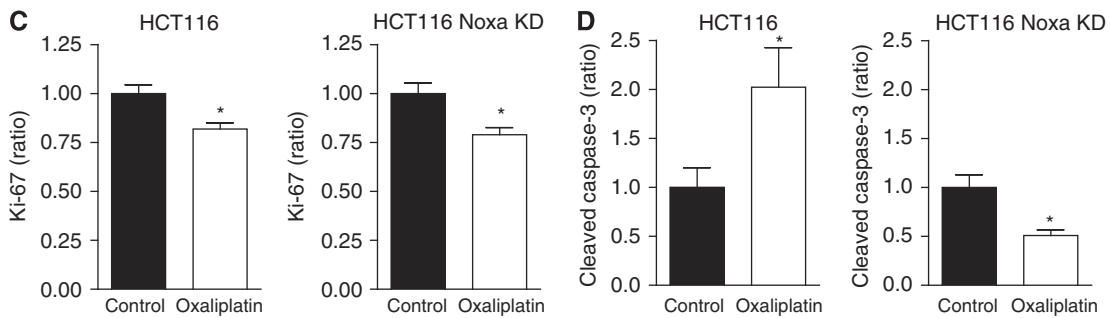 C
HCT116
Ki-67 (ratio)
1.25
1.00
0.75
0.50
0.25
0.00
*
Control Oxaliplatin
HCT116 Noxa KD
Ki-67 (ratio)
1.25
1.00
0.75
0.50
0.25
0.00
*
Control Oxaliplatin
D
HCT116
Cleaved caspase-3 (ratio)
2.5
2.0
1.5
1.0
0.5
0.0
*
Control Oxaliplatin
HCT116 Noxa KD
Cleaved caspase-3 (ratio)
2.5
2.0
1.5
1.0
0.5
0.0
*
Control Oxaliplatin